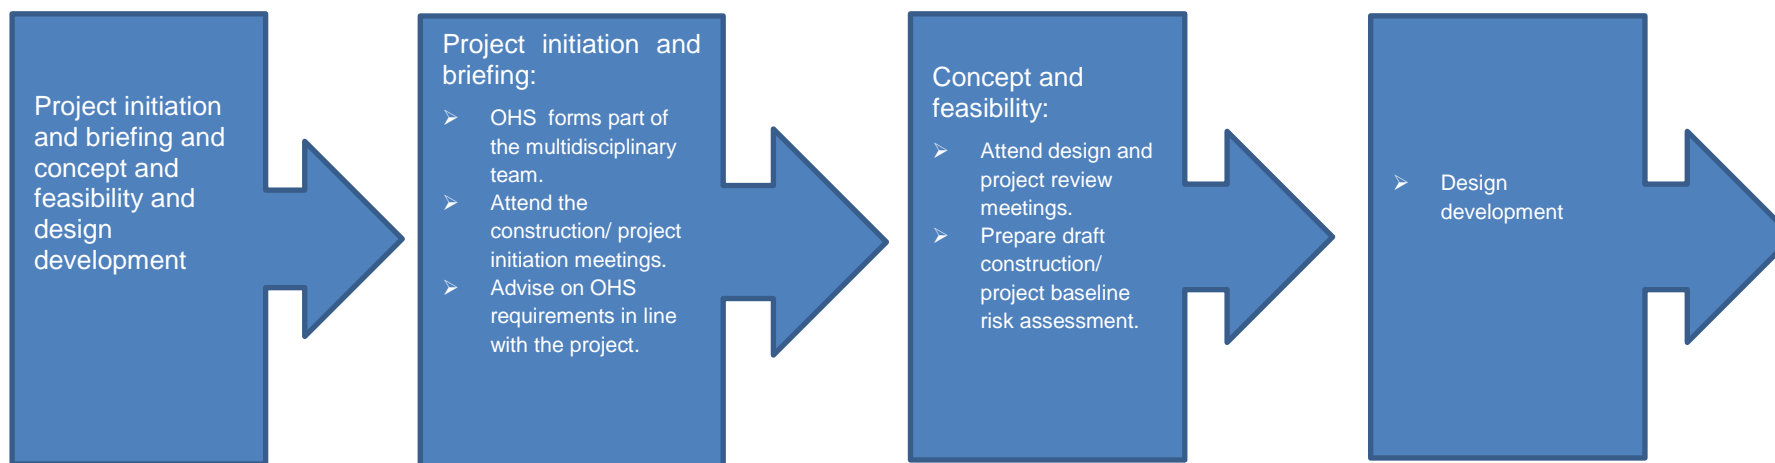 Project initiation
and briefing and
concept and
feasibility and
design
development
Project initiation and
briefing:
➢ OHS forms part of
the multidisciplinary
team.
➢ Attend the
construction/ project
initiation meetings.
➢ Advise on OHS
requirements in line
with the project.
Concept and
feasibility:
➢ Attend design and
project review
meetings.
➢ Prepare draft
construction/
project baseline
risk assessment.
➢ Design
development